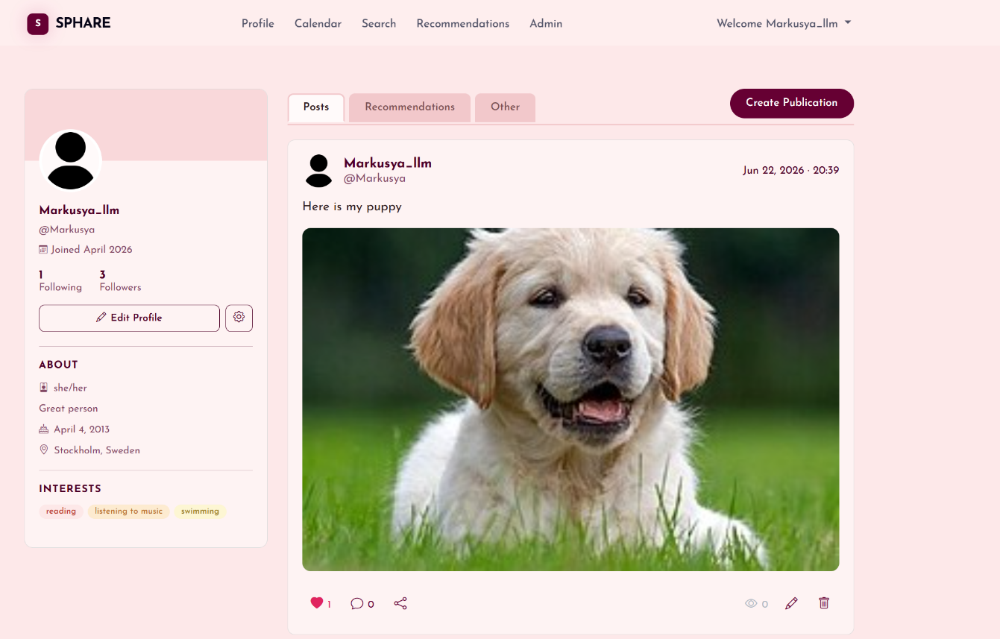 S SPHARE
Profile Calendar Search Recommendations Admin
Welcome Markusya_llm
Markusya_llm
@Markusya
Joined April 2026
1 3
Following Followers
Edit Profile
ABOUT
she/her
Great person
April 4, 2013
Stockholm, Sweden
INTERESTS
reading listening to music swimming
Posts Recommendations Other
Create Publication
Markusya_llm
@Markusya
Jun 22, 2026 · 20:39
Here is my puppy
1 0
0